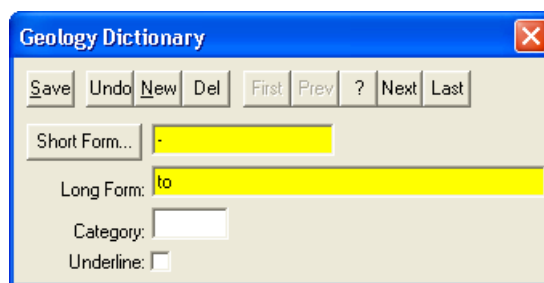 Geology Dictionary
Save Undo New Del First Prev ? Next Last
Short Form... -
Long Form: to
Category:
Underline: